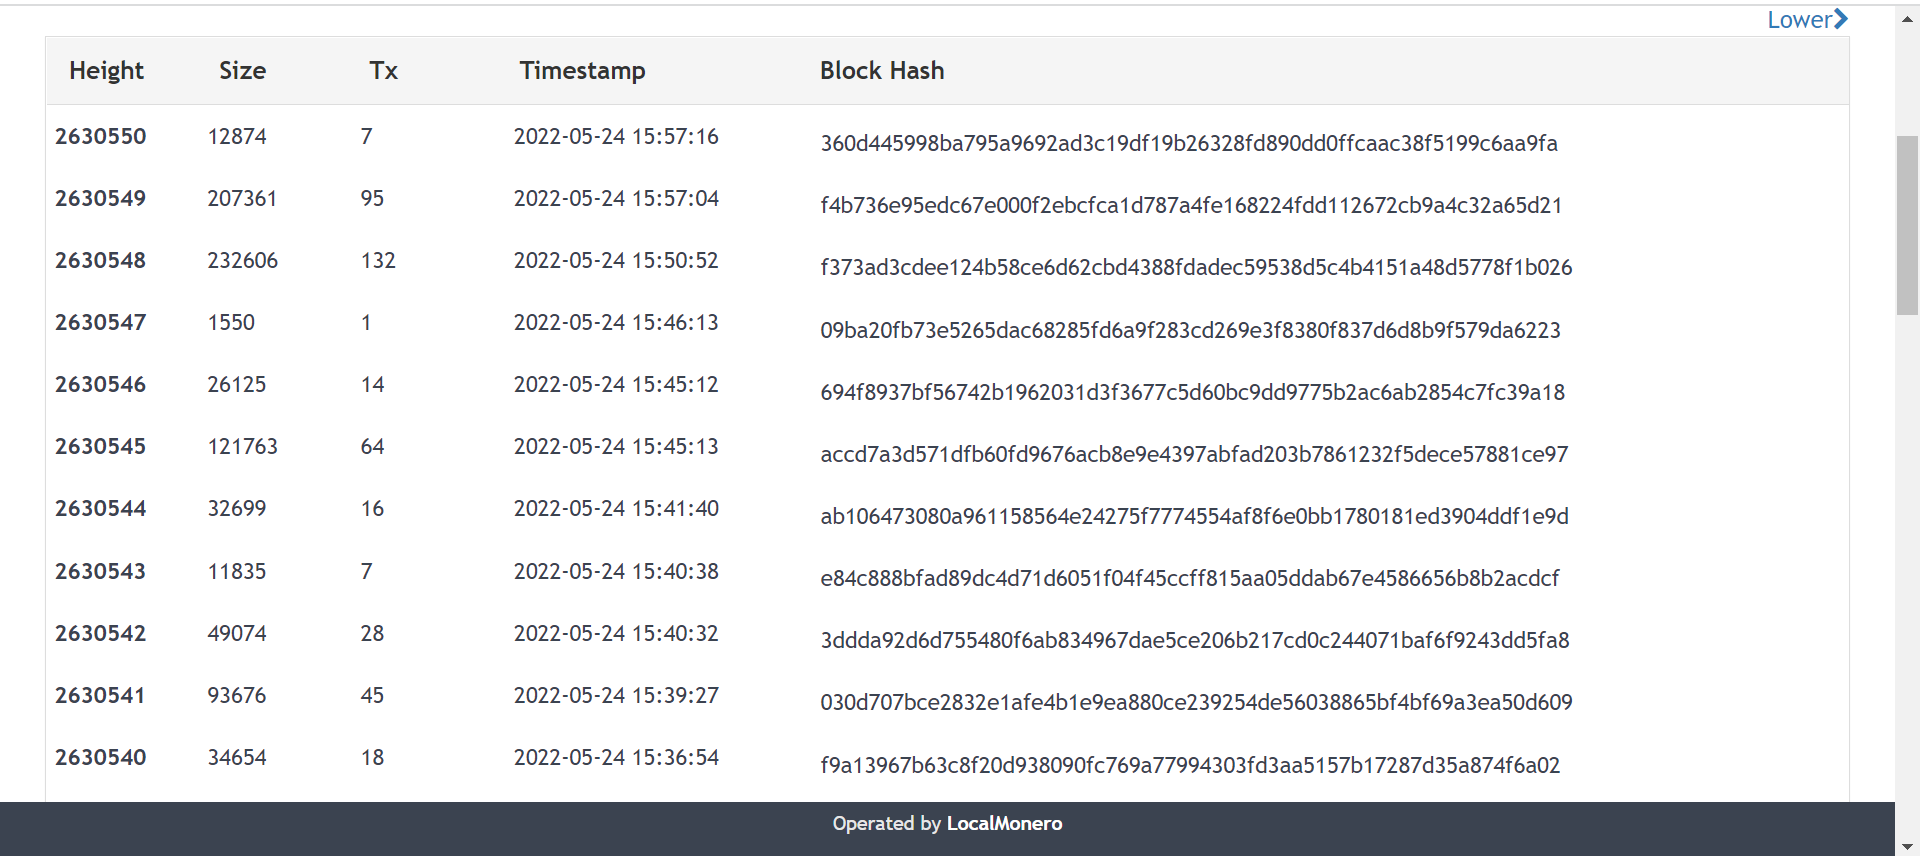 Lower
Height Size Tx Timestamp Block Hash
2630550 12874 7 2022-05-24 15:57:16 360d445998ba795a9692ad3c19df19b26328fd890dd0ffcaac38f5199c6aa9fa
2630549 207361 95 2022-05-24 15:57:04 f4b736e95edc67e000f2ebcfca1d787a4fe168224fdd112672cb9a4c32a65d21
2630548 232606 132 2022-05-24 15:50:52 f373ad3cdee124b58ce6d62cbd4388fdadec59538d5c4b4151a48d5778f1b026
2630547 1550 1 2022-05-24 15:46:13 09ba20fb73e5265dac68285fd6a9f283cd269e3f8380f837d6d8b9f579da6223
2630546 26125 14 2022-05-24 15:45:12 694f8937bf56742b1962031d3f3677c5d60bc9dd9775b2ac6ab2854c7fc39a18
2630545 121763 64 2022-05-24 15:45:13 accd7a3d571dfb60fd9676acb8e9e4397abfad203b7861232f5dece57881ce97
2630544 32699 16 2022-05-24 15:41:40 ab106473080a961158564e24275f7774554af8f6e0bb1780181ed3904ddf1e9d
2630543 11835 7 2022-05-24 15:40:38 e84c888bfad89dc4d71d6051f04f45ccff815aa05ddab67e4586656b8b2acdcf
2630542 49074 28 2022-05-24 15:40:32 3ddda92d6d755480f6ab834967dae5ce206b217cd0c244071baf6f9243dd5fa8
2630541 93676 45 2022-05-24 15:39:27 030d707bce2832e1afe4b1e9ea880ce239254de56038865bf4bf69a3ea50d609
2630540 34654 18 2022-05-24 15:36:54 f9a13967b63c8f20d938090fc769a77994303fd3aa5157b17287d35a874f6a02
Operated by LocalMonero